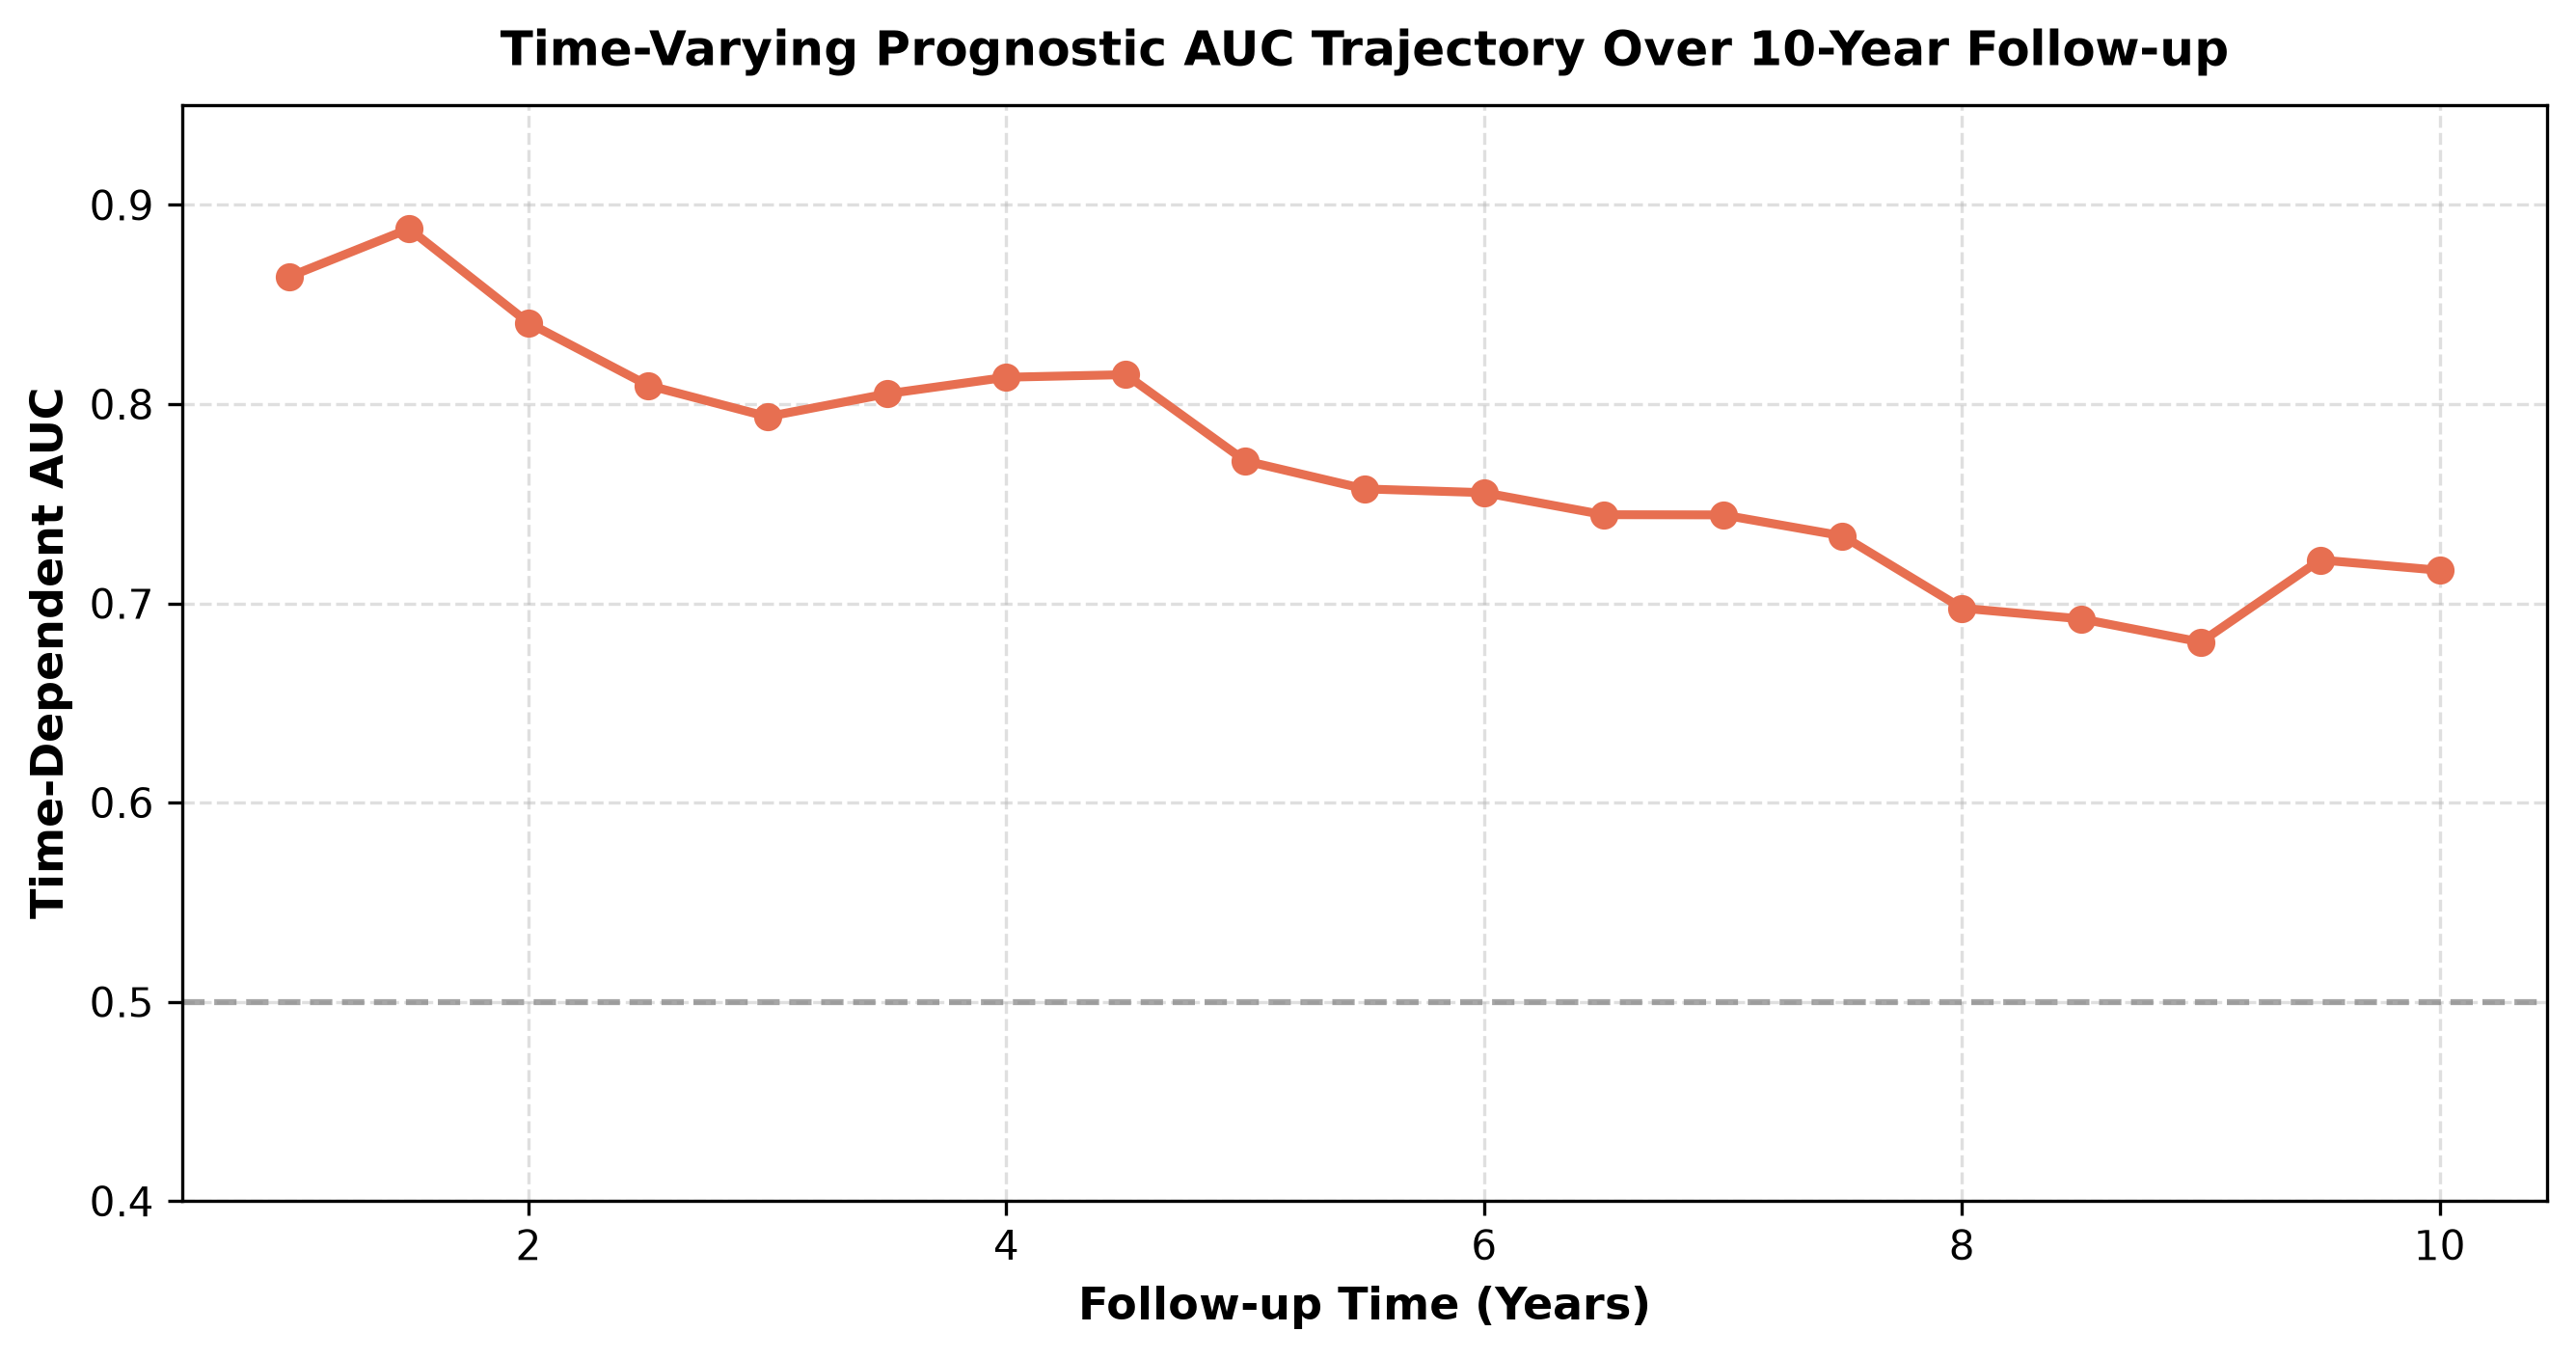 Time-Varying Prognostic AUC Trajectory Over 10-Year Follow-up
Time-Dependent AUC
0.9
0.8
0.7
0.6
0.5
0.4
2 4 6 8 10
Follow-up Time (Years)